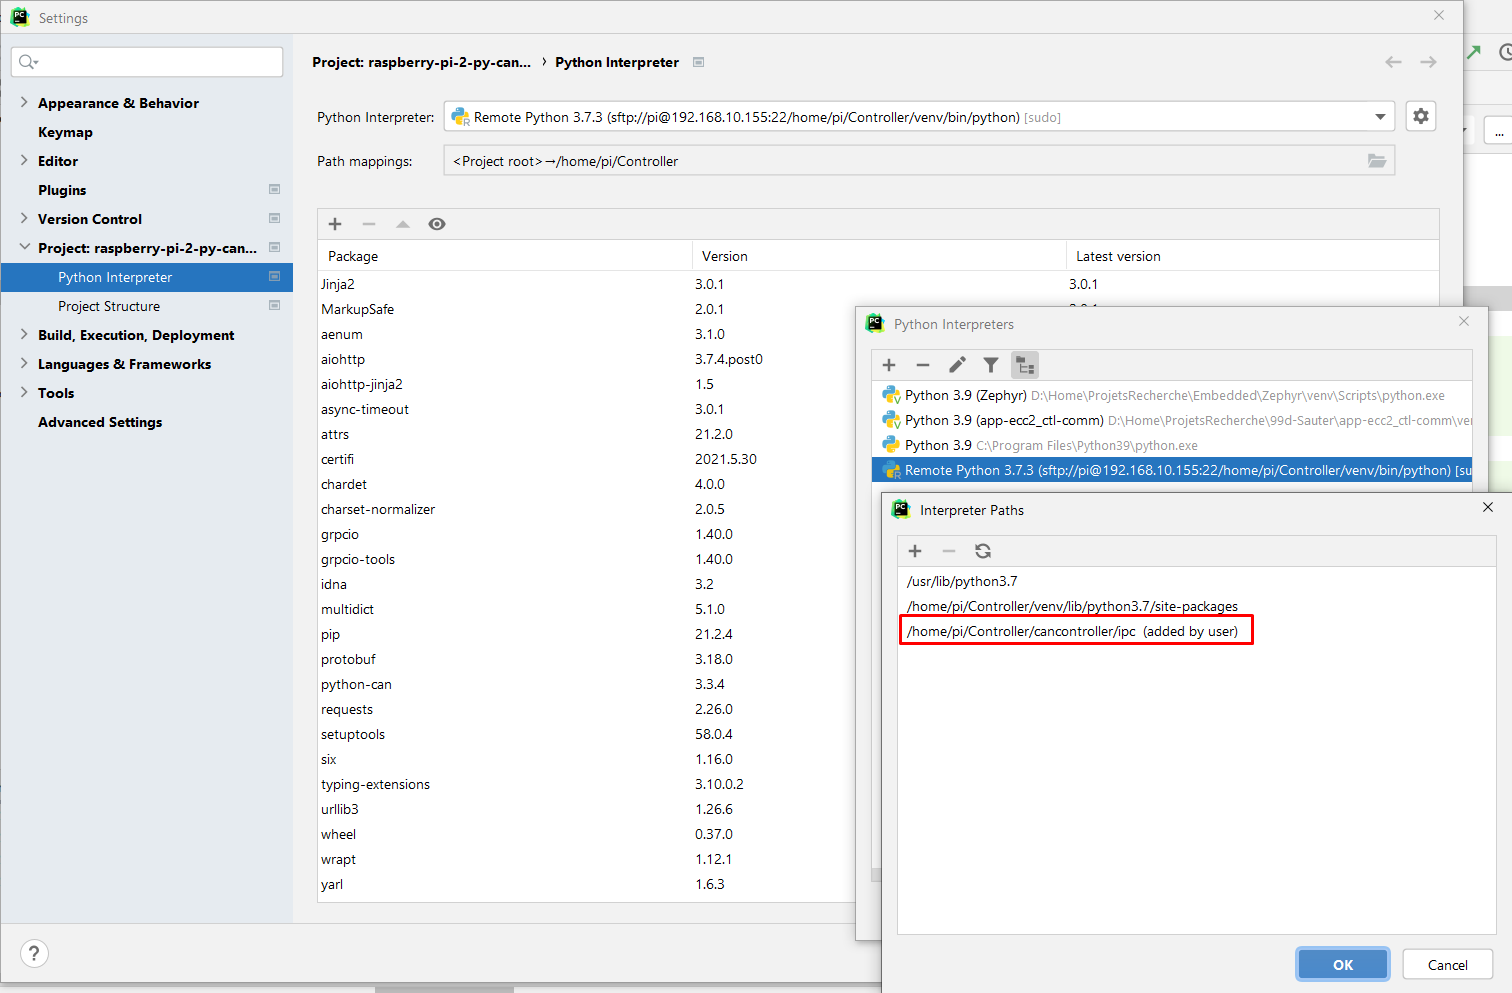 Settings
Appearance & Behavior
Keymap
Editor
Plugins
Version Control
Project: raspberry-pi-2-py-can...
Python Interpreter
Project Structure
Build, Execution, Deployment
Languages & Frameworks
Tools
Advanced Settings
Project: raspberry-pi-2-py-can... › Python Interpreter
Python Interpreter: Remote Python 3.7.3 (sftp://pi@192.168.10.155:22/home/pi/Controller/venv/bin/python) [sudo]
Path mappings: <Project root>→/home/pi/Controller
Package Version Latest version
Jinja2 3.0.1 3.0.1
MarkupSafe 2.0.1
aenum 3.1.0
aiohttp 3.7.4.post0
aiohttp-jinja2 1.5
async-timeout 3.0.1
attrs 21.2.0
certifi 2021.5.30
chardet 4.0.0
charset-normalizer 2.0.5
grpcio 1.40.0
grpcio-tools 1.40.0
idna 3.2
multidict 5.1.0
pip 21.2.4
protobuf 3.18.0
python-can 3.3.4
requests 2.26.0
setuptools 58.0.4
six 1.16.0
typing-extensions 3.10.0.2
urllib3 1.26.6
wheel 0.37.0
wrapt 1.12.1
yarl 1.6.3
?
...
Python Interpreters
Python 3.9 (Zephyr) D:\Home\ProjetsRecherche\Embedded\Zephyr\venv\Scripts\python.exe
Python 3.9 (app-ecc2_ctl-comm) D:\Home\ProjetsRecherche\99d-Sauter\app-ecc2_ctl-comm\ve
Python 3.9 C:\Program Files\Python39\python.exe
Remote Python 3.7.3 (sftp://pi@192.168.10.155:22/home/pi/Controller/venv/bin/python) [su
Interpreter Paths
/usr/lib/python3.7
/home/pi/Controller/venv/lib/python3.7/site-packages
/home/pi/Controller/cancontroller/ipc (added by user)
OK Cancel